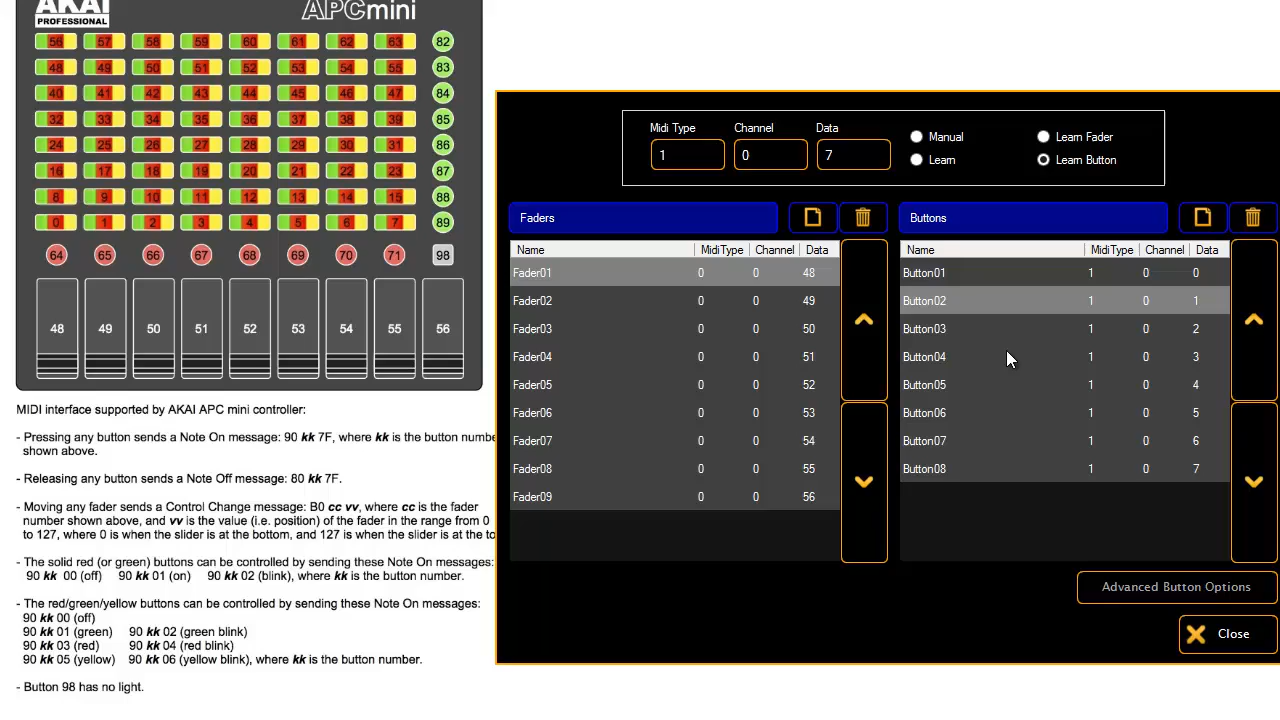 AKAI
PROFESSIONAL
APCmini
56 57 58 59 60 61 62 63 82
48 49 50 51 52 53 54 55 83
40 41 42 43 44 45 46 47 84
32 33 34 35 36 37 38 39 85
24 25 26 27 28 29 30 31 86
16 17 18 19 20 21 22 23 87
8 9 10 11 12 13 14 15 88
0 1 2 3 4 5 6 7 89
64 65 66 67 68 69 70 71 98
48 49 50 51 52 53 54 55 56
MIDI interface supported by AKAI APC mini controller:
- Pressing any button sends a Note On message: 90 kk 7F, where kk is the button numbe
shown above.
- Releasing any button sends a Note Off message: 80 kk 7F.
- Moving any fader sends a Control Change message: B0 cc vv, where cc is the fader
number shown above, and vv is the value (i.e. position) of the fader in the range from 0
to 127, where 0 is when the slider is at the bottom, and 127 is when the slider is at the to
- The solid red (or green) buttons can be controlled by sending these Note On messages:
90 kk 00 (off) 90 kk 01 (on) 90 kk 02 (blink), where kk is the button number.
- The red/green/yellow buttons can be controlled by sending these Note On messages:
90 kk 00 (off)
90 kk 01 (green) 90 kk 02 (green blink)
90 kk 03 (red) 90 kk 04 (red blink)
90 kk 05 (yellow) 90 kk 06 (yellow blink), where kk is the button number.
- Button 98 has no light.
Midi Type Channel Data
1 0 7
Manual Learn Fader
Learn Learn Button
Faders
Name MidiType Channel Data
Fader01 0 0 48
Fader02 0 0 49
Fader03 0 0 50
Fader04 0 0 51
Fader05 0 0 52
Fader06 0 0 53
Fader07 0 0 54
Fader08 0 0 55
Fader09 0 0 56
Buttons
Name MidiType Channel Data
Button01 1 0 0
Button02 1 0 1
Button03 1 0 2
Button04 1 0 3
Button05 1 0 4
Button06 1 0 5
Button07 1 0 6
Button08 1 0 7
Advanced Button Options
Close